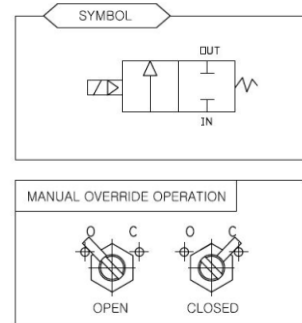 SYMBOL
OUT
IN
MANUAL OVERRIDE OPERATION
O C O C
OPEN CLOSED